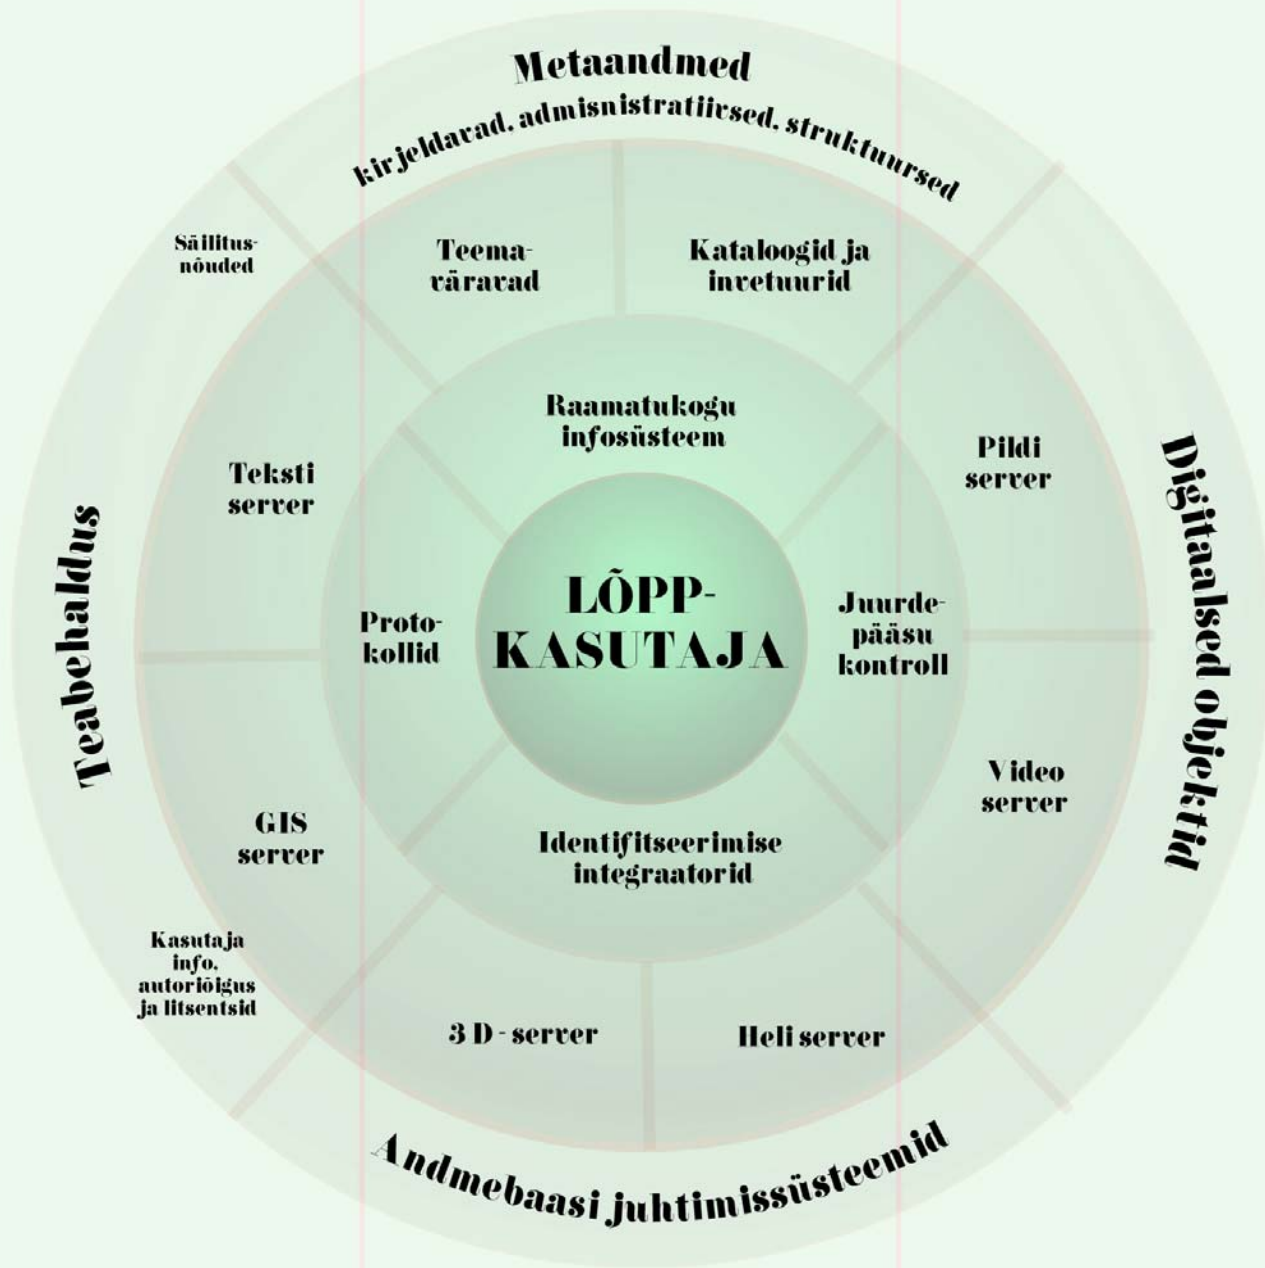 Metaandmed
kirjeldavad, admisnistratiivsed, struktuursed
Säilitus-
nõuded
Teema-
väravad
Kataloogid ja
invetuurid
Raamatukogu
infosüsteem
Teksti
server
Pildi
server
Teabehaldus
Proto-
kollid
LÕPP-
KASUTAJA
Juurde-
pääsu
kontroll
Digitaalsed objektid
GIS
server
Video
server
Identifitseerimise
integraatorid
Kasutaja
info,
autoriõigus
ja litsentsid
3 D - server
Heli server
Andmebaasi juhtimissüsteemid